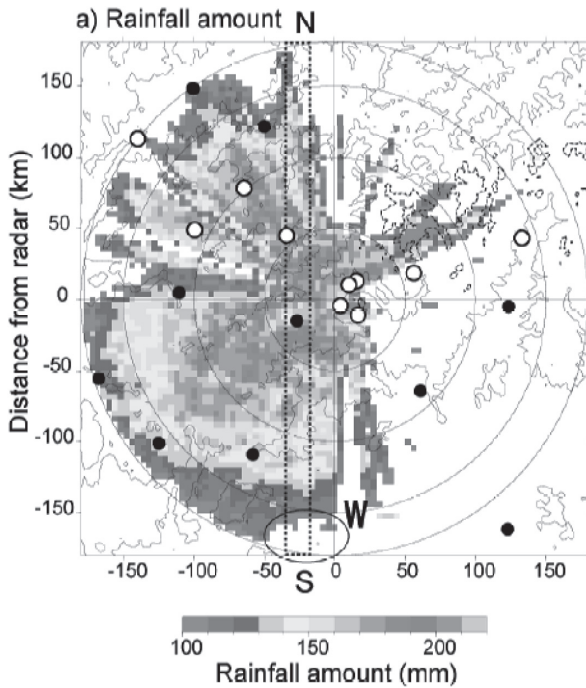 a) Rainfall amount N
150
100
50
0
-50
-100
-150
Distance from radar (km)
W
S
-150 -100 -50 0 50 100 150
100 150 200
Rainfall amount (mm)